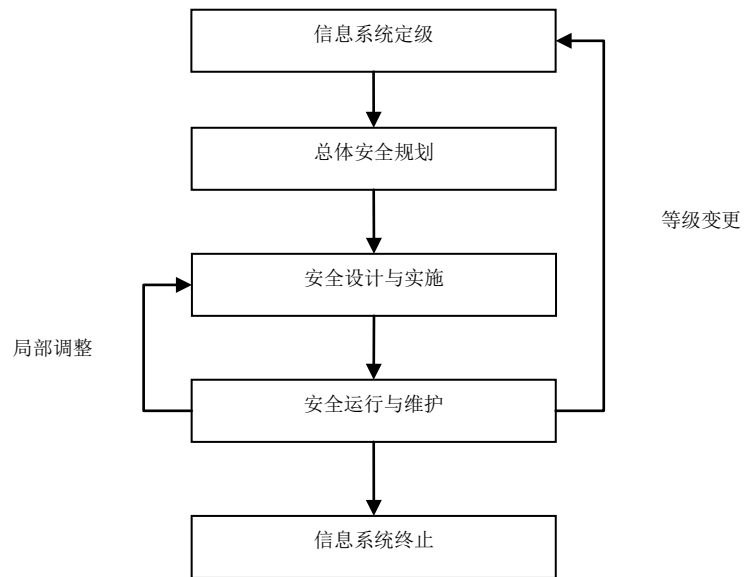 信息系统定级
总体安全规划
等级变更
安全设计与实施
局部调整
安全运行与维护
信息系统终止